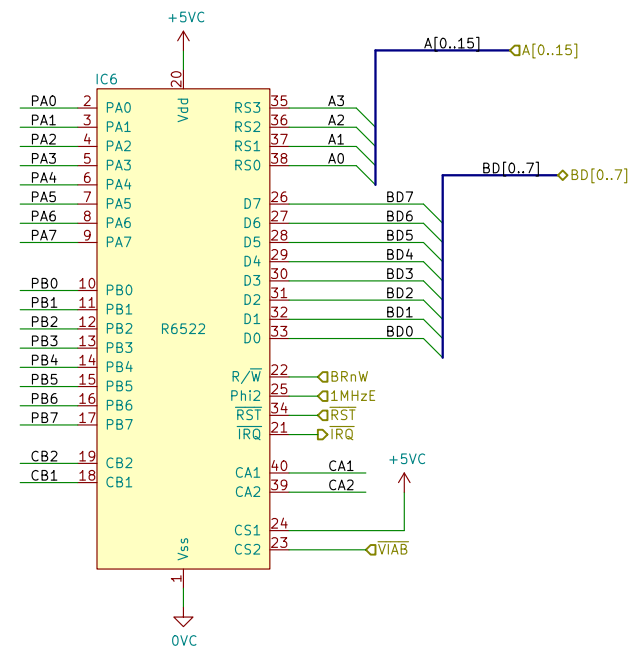 +5VC
A[0..15]
A[0..15]
IC6
20
Vdd
PA0 2 PA0 RS3 35 A3
PA1 3 PA1 RS2 36 A2
PA2 4 PA2 RS1 37 A1
PA3 5 PA3 RS0 38 A0
BD[0..7]
BD[0..7]
PA4 6 PA4
PA5 7 PA5 D7 26 BD7
PA6 8 PA6 D6 27 BD6
PA7 9 PA7 D5 28 BD5
D4 29 BD4
PB0 10 PB0 D3 30 BD3
PB1 11 PB1 D2 31 BD2
PB2 12 PB2 R6522 D1 32 BD1
PB3 13 PB3 D0 33 BD0
PB4 14 PB4
PB5 15 PB5 R/W 22 BRnW
PB6 16 PB6 Phi2 25 1MHzE
PB7 17 PB7 RST 34 RST
IRQ 21 IRQ
CB2 19 CB2 CA1 40 CA1
+5VC
CB1 18 CB1 CA2 39 CA2
CS1 24
CS2 23 VIAB
Vss
1
0VC